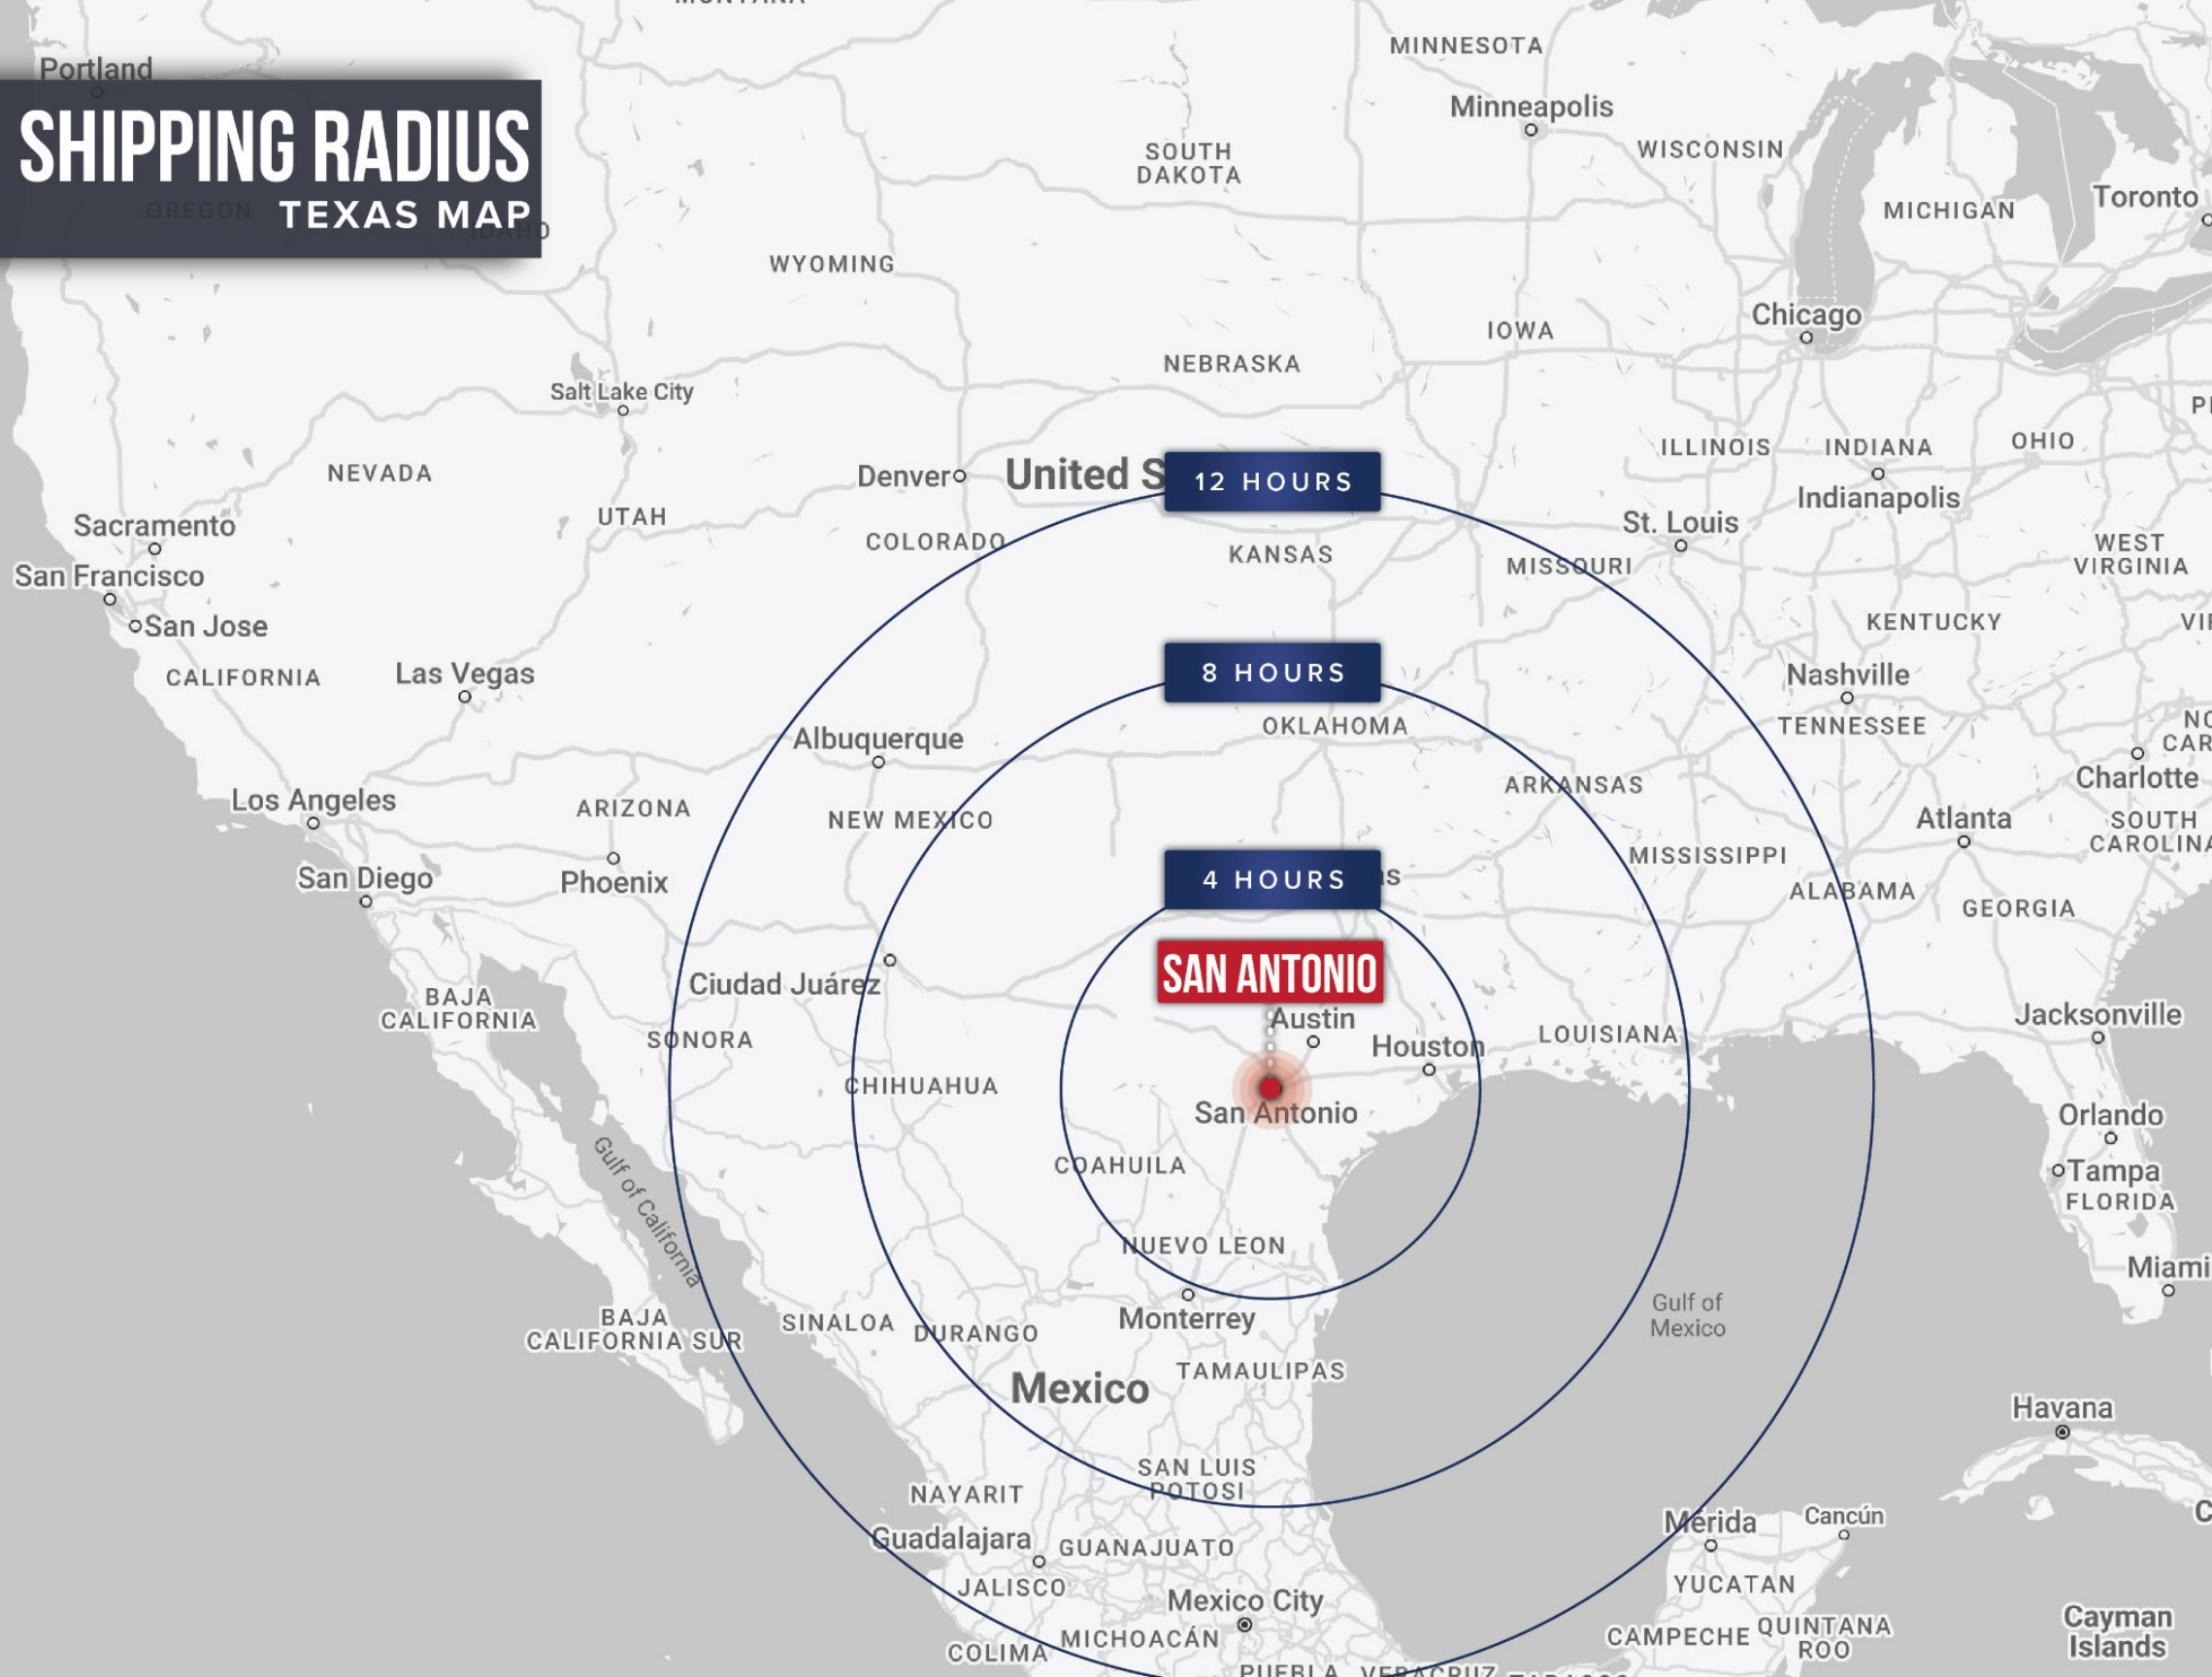 Portland
SHIPPING RADIUS
TEXAS MAP
OREGON
MINNESOTA
Minneapolis
SOUTH
DAKOTA
WISCONSIN
MICHIGAN
Toronto
WYOMING
Chicago
IOWA
NEBRASKA
Salt Lake City
ILLINOIS
INDIANA
OHIO
NEVADA
Denver
United S
12 HOURS
Indianapolis
UTAH
Sacramento
St. Louis
COLORADO
KANSAS
MISSOURI
WEST
VIRGINIA
San Francisco
San Jose
KENTUCKY
CALIFORNIA
Las Vegas
8 HOURS
Nashville
TENNESSEE
Albuquerque
OKLAHOMA
Charlotte
ARKANSAS
Los Angeles
ARIZONA
NEW MEXICO
Atlanta
SOUTH
CAROLINA
MISSISSIPPI
San Diego
Phoenix
4 HOURS
ALABAMA
GEORGIA
SAN ANTONIO
Ciudad Juárez
BAJA
CALIFORNIA
Austin
Jacksonville
SONORA
Houston
LOUISIANA
CHIHUAHUA
San Antonio
Orlando
COAHUILA
Tampa
FLORIDA
Gulf of California
NUEVO LEON
Miami
Gulf of
Mexico
BAJA
CALIFORNIA SUR
SINALOA
DURANGO
Monterrey
TAMAULIPAS
Mexico
Havana
SAN LUIS
POTOSI
NAYARIT
Mérida
Cancún
Guadalajara
GUANAJUATO
JALISCO
YUCATAN
Mexico City
Cayman
Islands
MICHOACÁN
CAMPECHE
QUINTANA
ROO
COLIMA
PUEBLA
VERACRUZ